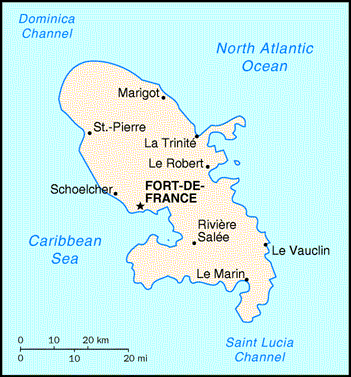 Dominica
Channel
North Atlantic
Ocean
Marigot
St.-Pierre
La Trinité
Le Robert
Schoelcher
FORT-DE-
FRANCE
Rivière
Salée
Caribbean
Sea
Le Vauclin
Le Marin
Saint Lucia
Channel
0 10 20 km
0 10 20 mi